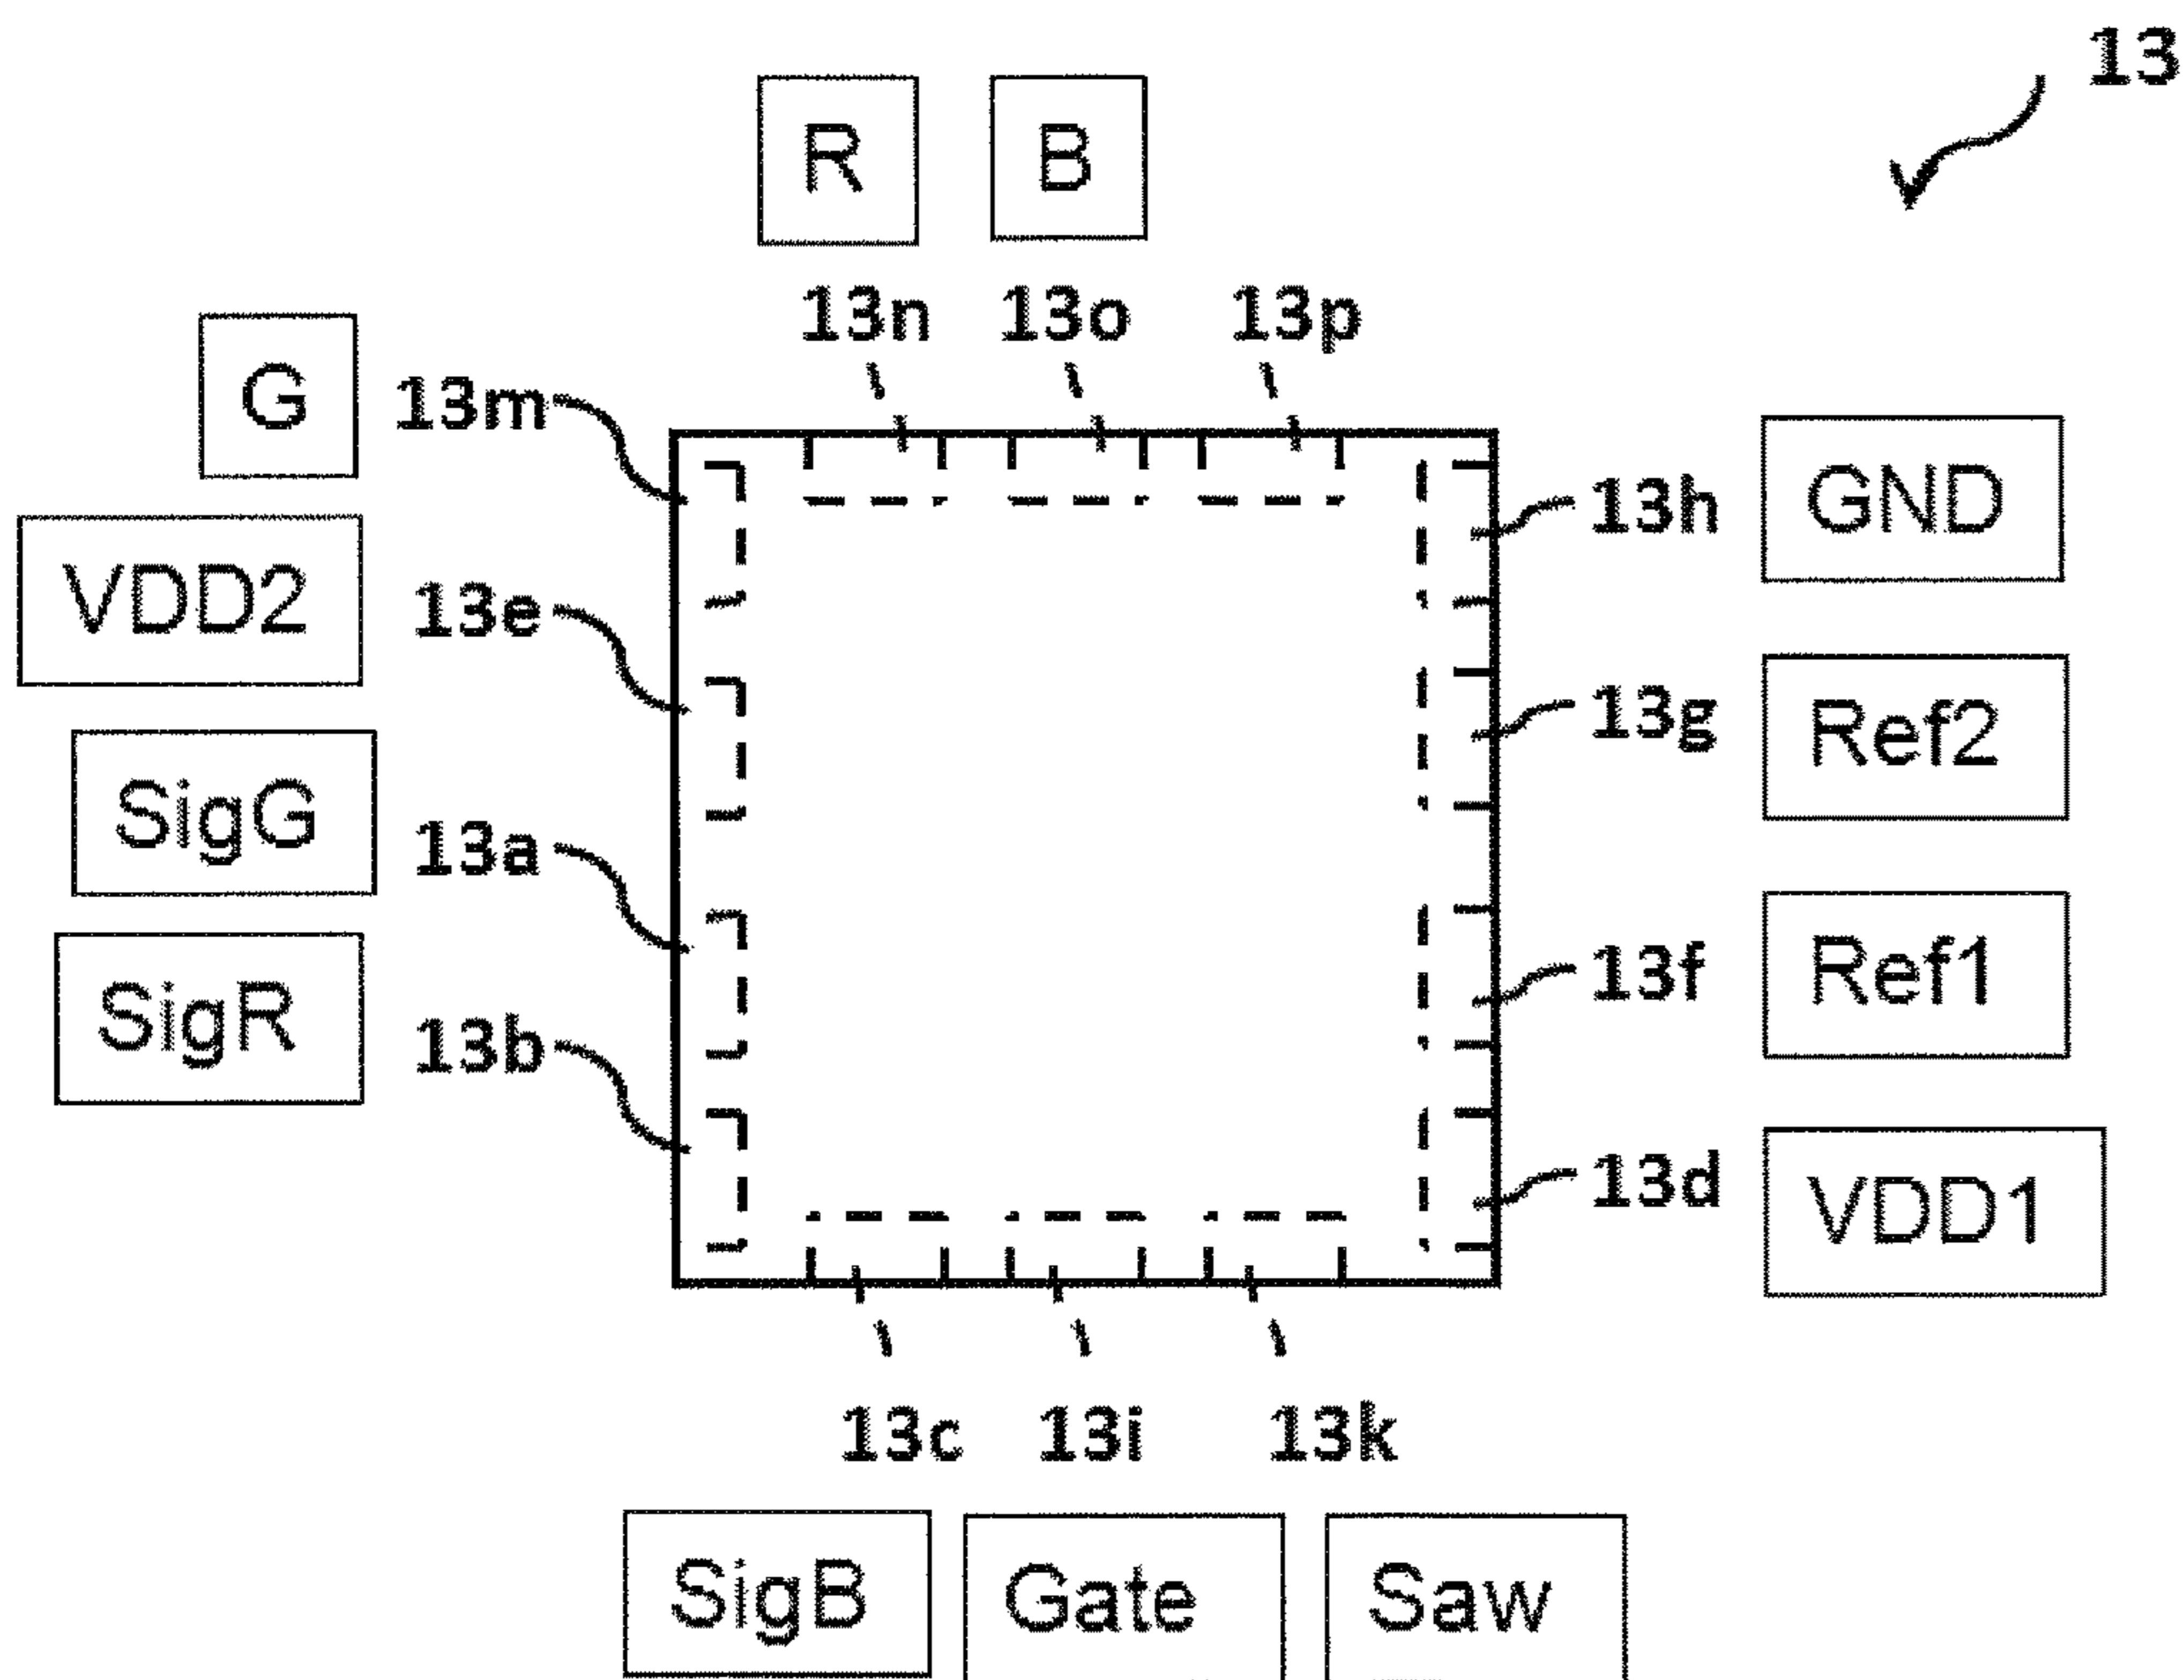 13
R B
13n 13o 13p
G 13m
13h GND
VDD2 13e
13g Ref2
SigG 13a
13f Ref1
SigR 13b
13d VDD1
13c 13i 13k
SigB Gate Saw